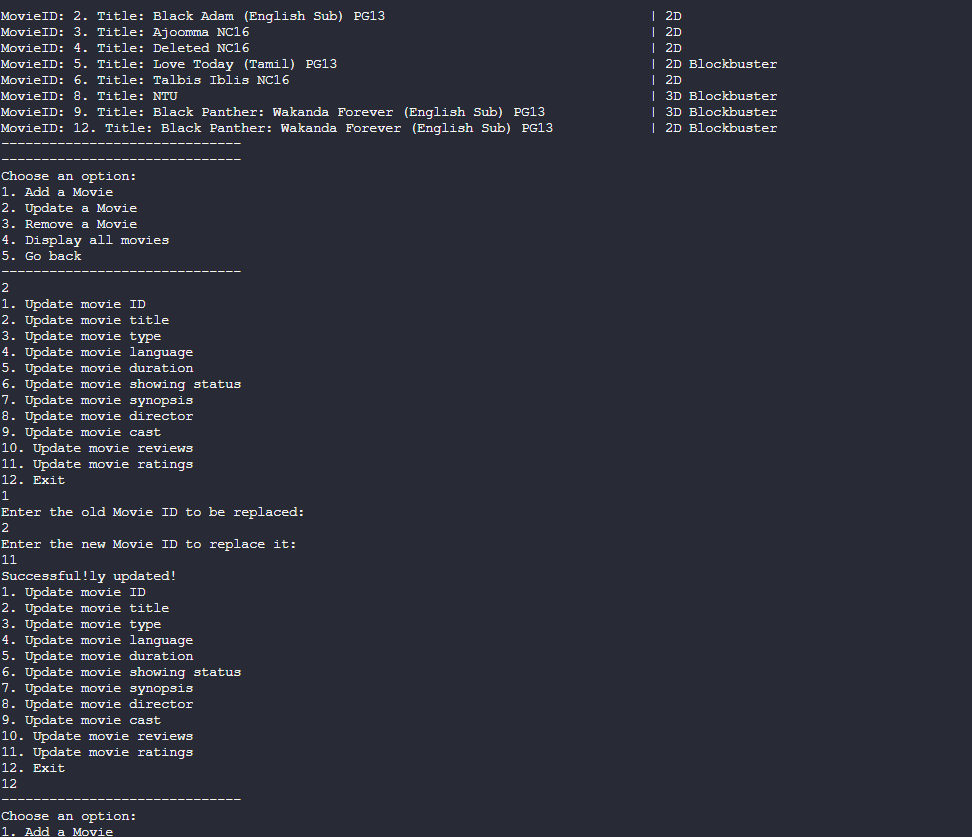 MovieID: 2. Title: Black Adam (English Sub) PG13 | 2D
MovieID: 3. Title: Ajoomma NC16 | 2D
MovieID: 4. Title: Deleted NC16 | 2D
MovieID: 5. Title: Love Today (Tamil) PG13 | 2D Blockbuster
MovieID: 6. Title: Talbis Iblis NC16 | 2D
MovieID: 8. Title: NTU | 3D Blockbuster
MovieID: 9. Title: Black Panther: Wakanda Forever (English Sub) PG13 | 3D Blockbuster
MovieID: 12. Title: Black Panther: Wakanda Forever (English Sub) PG13 | 2D Blockbuster
------------------------------
------------------------------
Choose an option:
1. Add a Movie
2. Update a Movie
3. Remove a Movie
4. Display all movies
5. Go back
------------------------------
2
1. Update movie ID
2. Update movie title
3. Update movie type
4. Update movie language
5. Update movie duration
6. Update movie showing status
7. Update movie synopsis
8. Update movie director
9. Update movie cast
10. Update movie reviews
11. Update movie ratings
12. Exit
1
Enter the old Movie ID to be replaced:
2
Enter the new Movie ID to replace it:
11
Successful!ly updated!
1. Update movie ID
2. Update movie title
3. Update movie type
4. Update movie language
5. Update movie duration
6. Update movie showing status
7. Update movie synopsis
8. Update movie director
9. Update movie cast
10. Update movie reviews
11. Update movie ratings
12. Exit
12
------------------------------
Choose an option:
1. Add a Movie